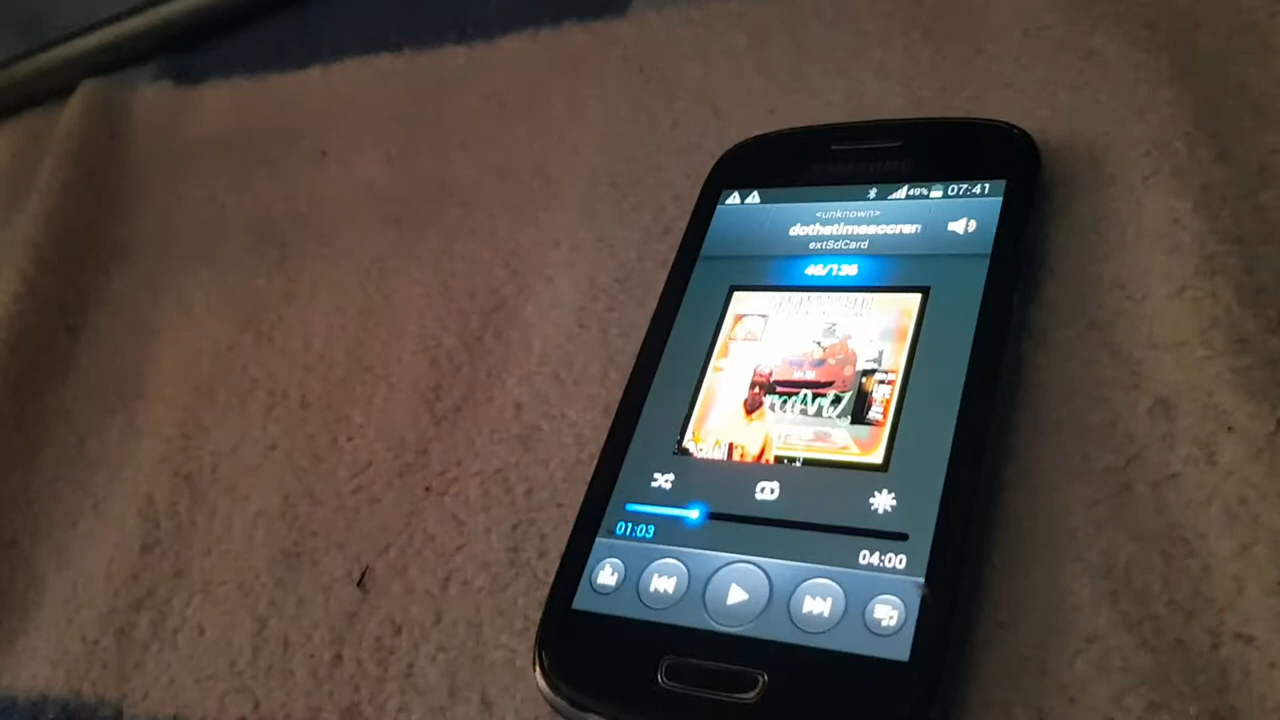 SAMSUNG
49% 07:41
<unknown>
dothetimeaccren
extSdCard
46/136
01:03
04:00